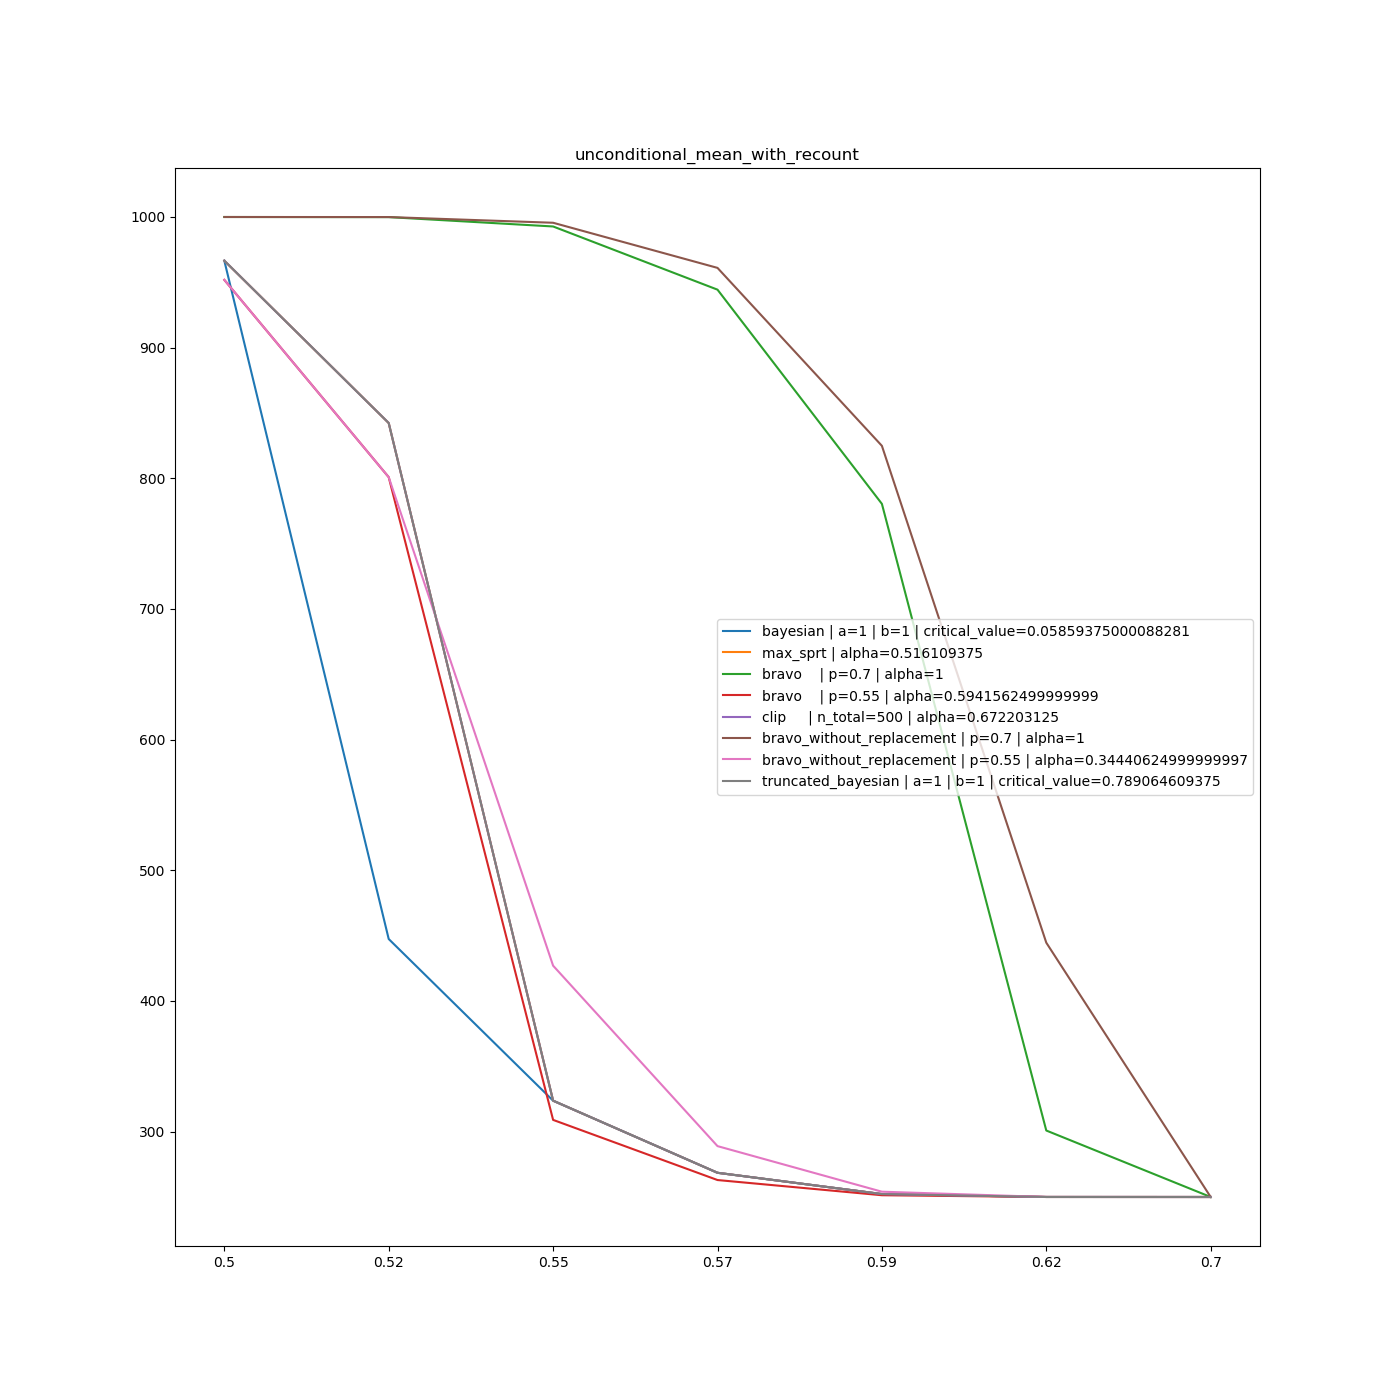 unconditional_mean_with_recount
1000
900
800
700
600
500
400
300
bayesian | a=1 | b=1 | critical_value=0.05859375000088281
max_sprt | alpha=0.516109375
bravo    | p=0.7 | alpha=1
bravo    | p=0.55 | alpha=0.5941562499999999
clip     | n_total=500 | alpha=0.672203125
bravo_without_replacement | p=0.7 | alpha=1
bravo_without_replacement | p=0.55 | alpha=0.34440624999999997
truncated_bayesian | a=1 | b=1 | critical_value=0.789064609375
0.5 0.52 0.55 0.57 0.59 0.62 0.7